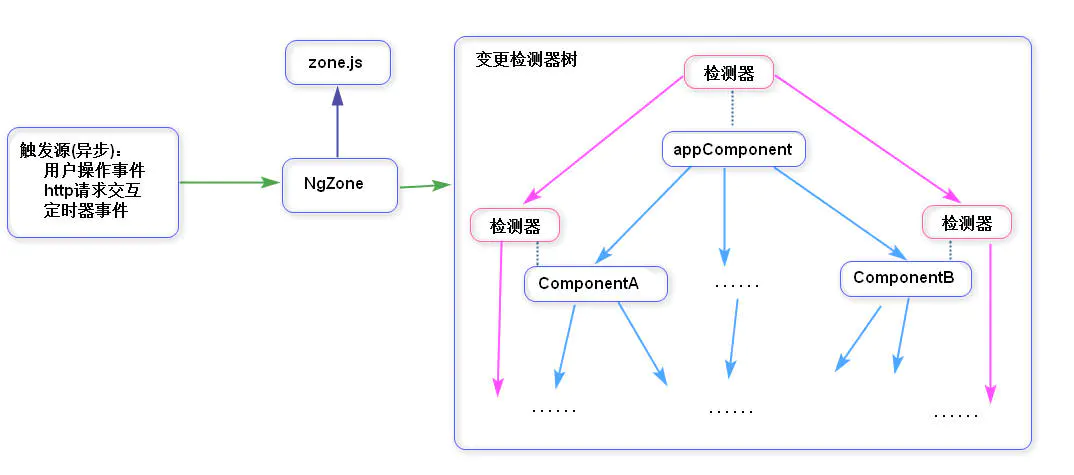 zone.js
触发源(异步):
用户操作事件
http请求交互
定时器事件
NgZone
变更检测器树
检测器
appComponent
检测器
检测器
ComponentA
......
ComponentB
......
......
......